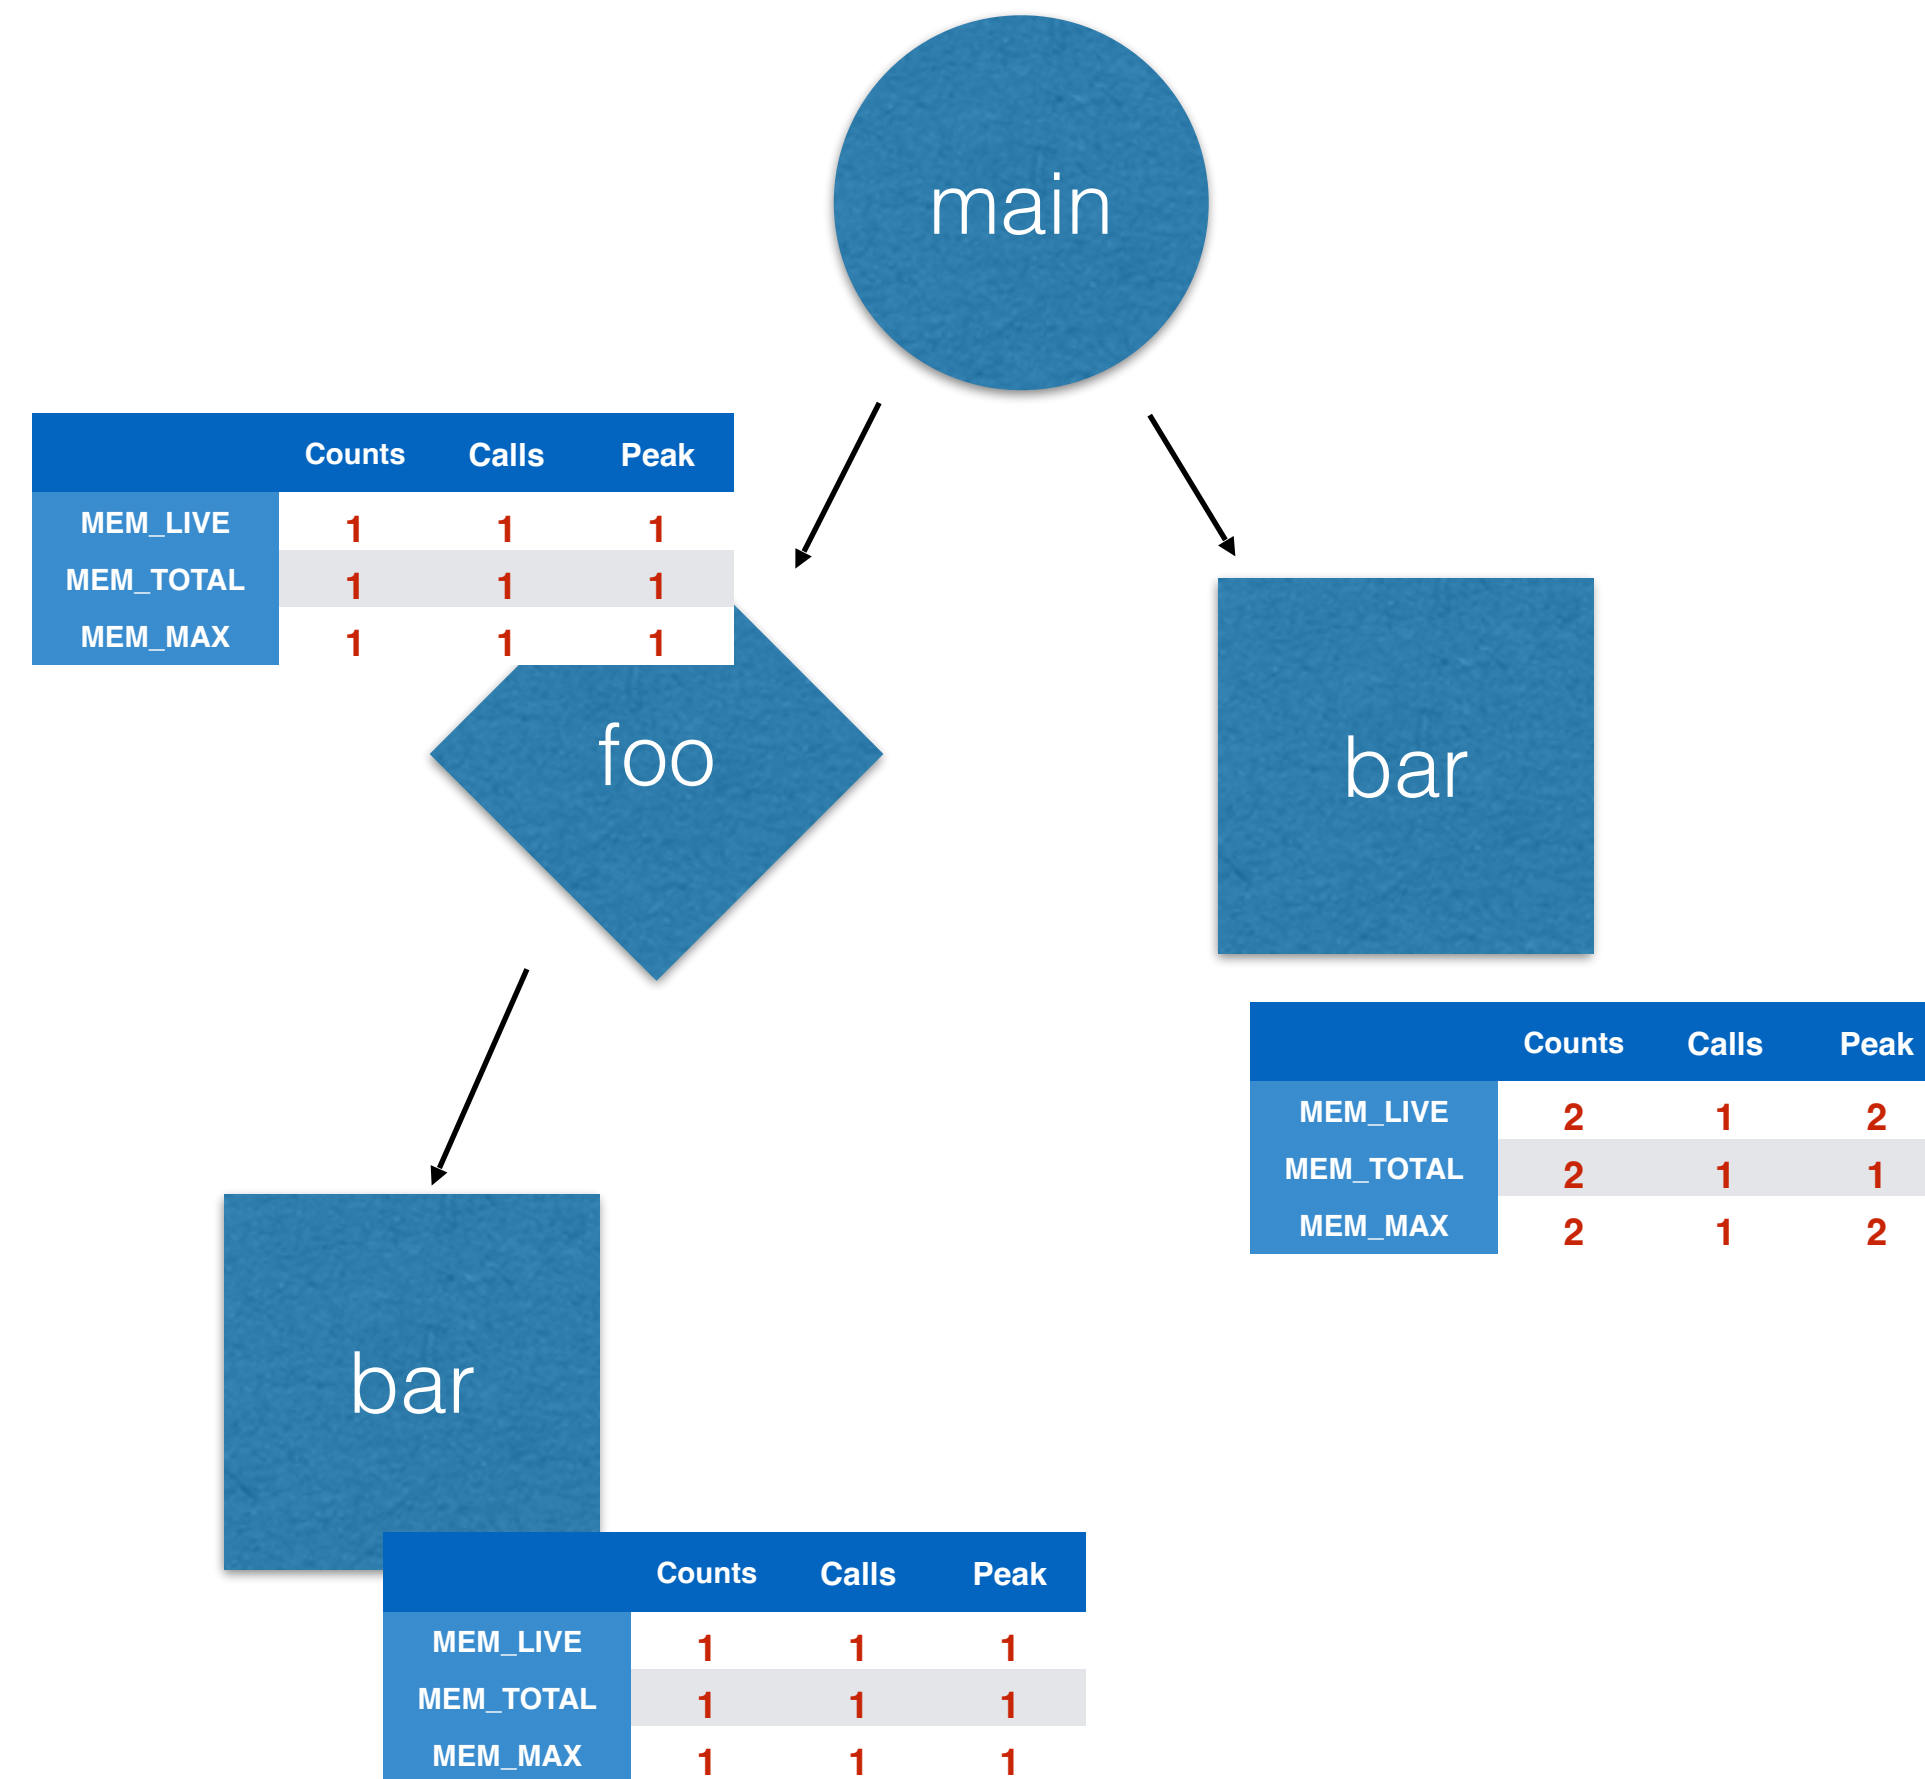 main
Counts Calls Peak
MEM_LIVE 1 1 1
MEM_TOTAL 1 1 1
MEM_MAX 1 1 1
foo
bar
Counts Calls Peak
MEM_LIVE 2 1 2
MEM_TOTAL 2 1 1
MEM_MAX 2 1 2
bar
Counts Calls Peak
MEM_LIVE 1 1 1
MEM_TOTAL 1 1 1
MEM_MAX 1 1 1